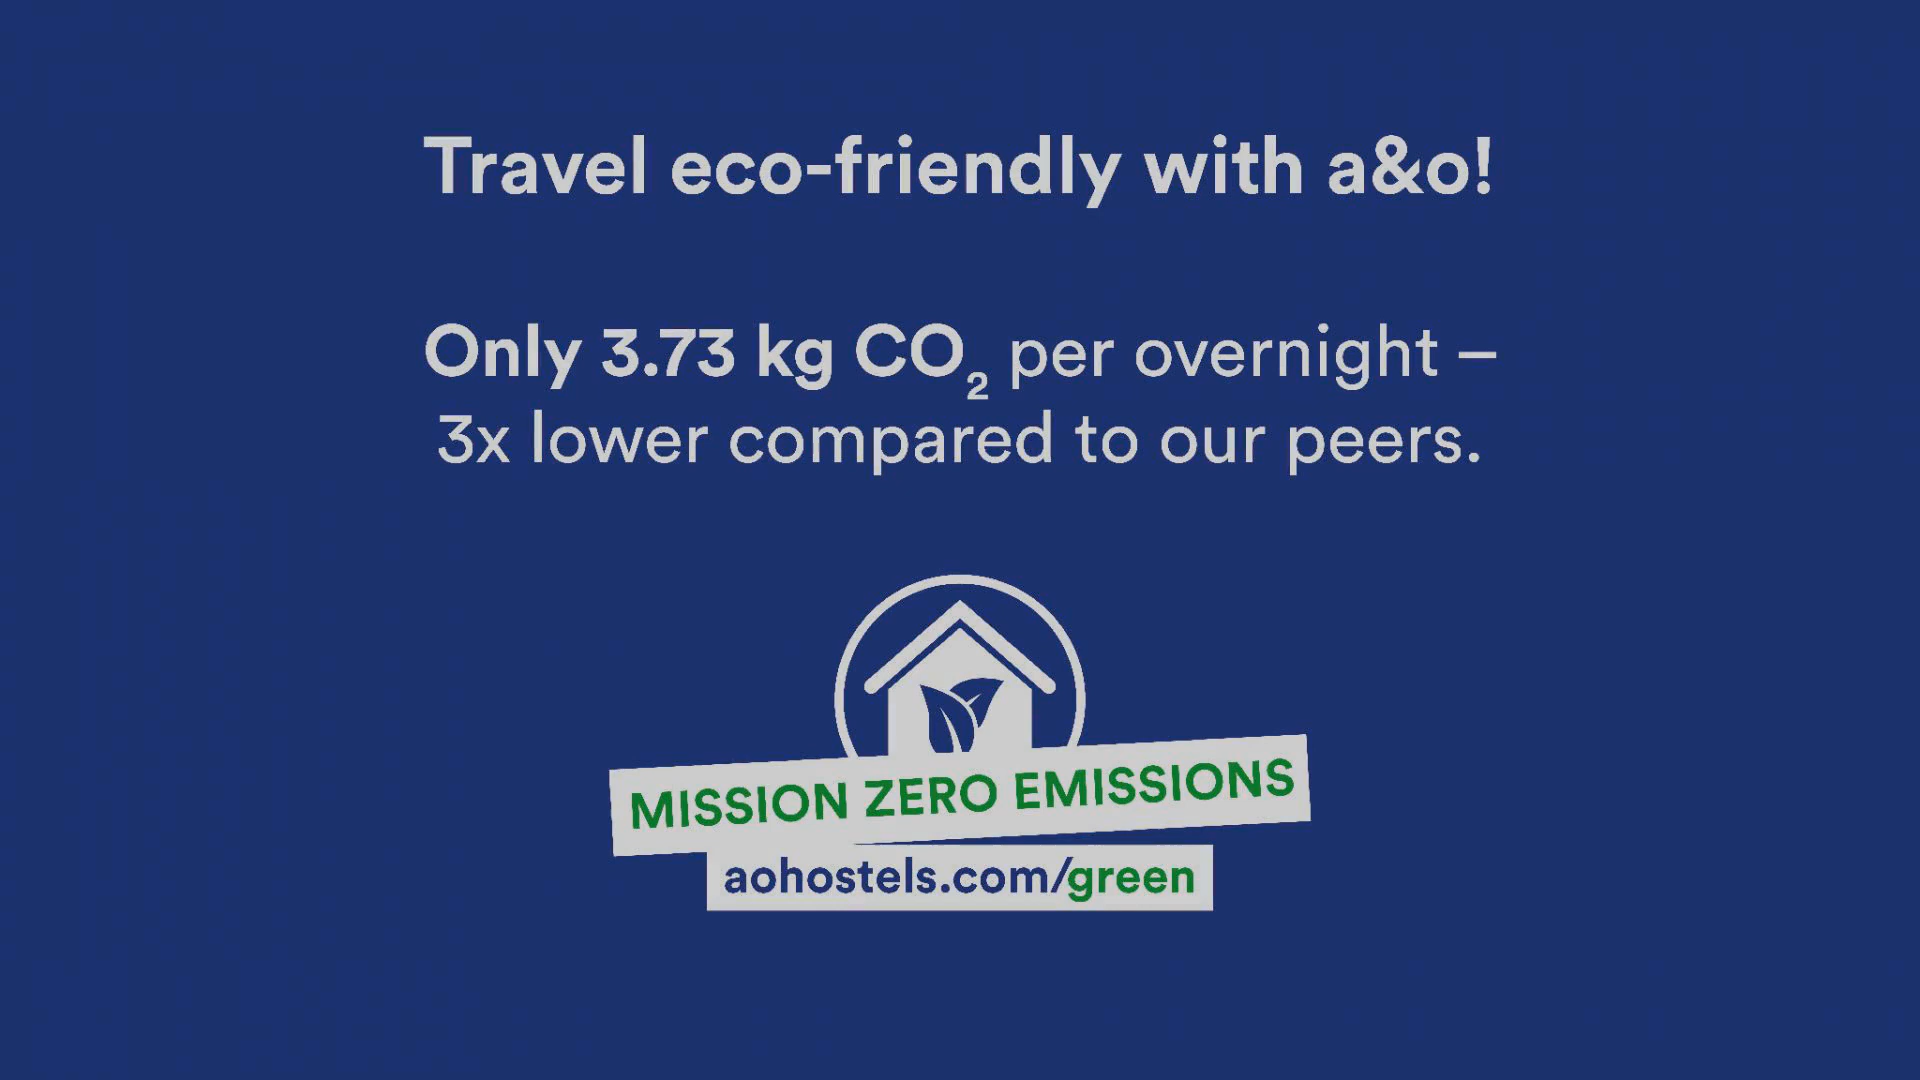 Travel eco-friendly with a&o!
Only 3.73 kg CO₂ per overnight –
3x lower compared to our peers.
MISSION ZERO EMISSIONS
aohostels.com/green